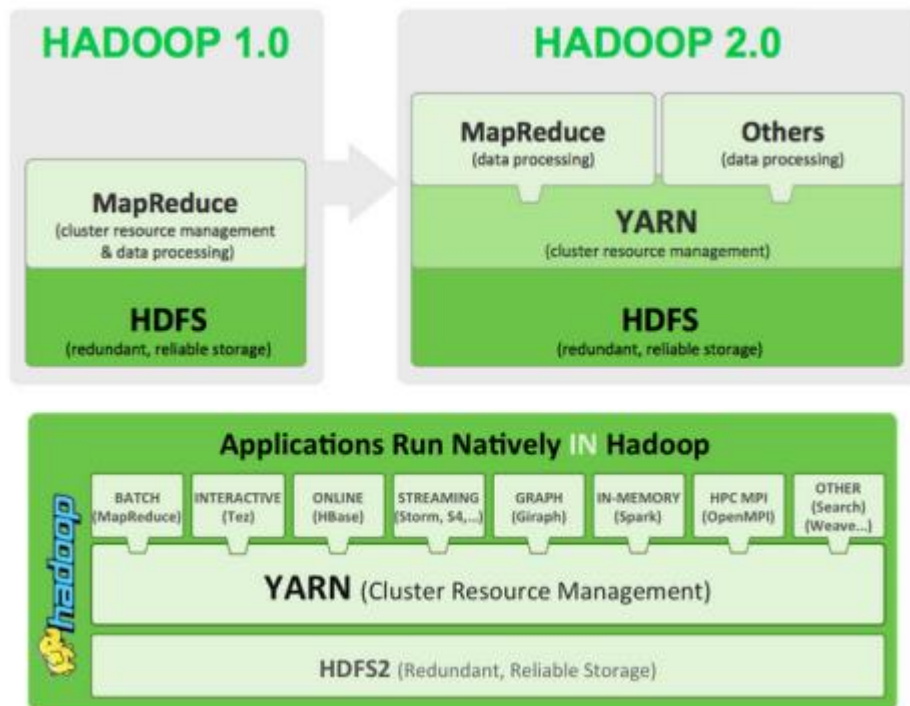 HADOOP 1.0
MapReduce
(cluster resource management
& data processing)
HDFS
(redundant, reliable storage)
HADOOP 2.0
MapReduce
(data processing)
Others
(data processing)
YARN
(cluster resource management)
HDFS
(redundant, reliable storage)
Applications Run Natively IN Hadoop
hadoop
BATCH
(MapReduce)
INTERACTIVE
(Tez)
ONLINE
(HBase)
STREAMING
(Storm, S4,...)
GRAPH
(Giraph)
IN-MEMORY
(Spark)
HPC MPI
(OpenMPI)
OTHER
(Search)
(Weave...)
YARN (Cluster Resource Management)
HDFS2 (Redundant, Reliable Storage)